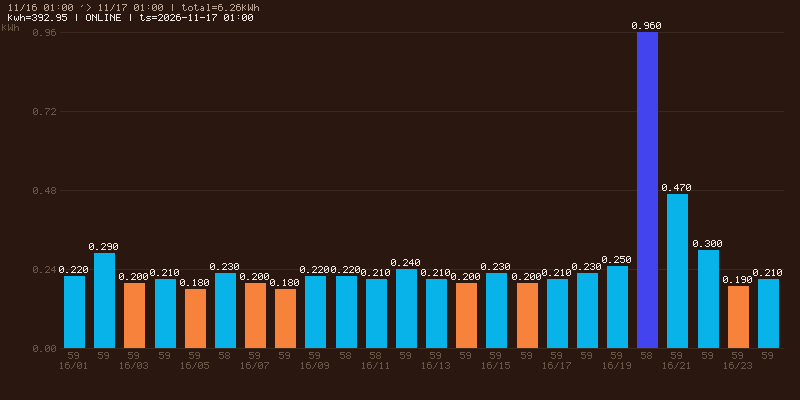 11/16 01:00 -> 11/17 01:00 | total=6.26kWh
Kwh=392.95 | ONLINE | ts=2026-11-17 01:00
kWh
0.96
0.72
0.48
0.24
0.00
0.220 0.290 0.200 0.210 0.180 0.230 0.200 0.180 0.220 0.220 0.210 0.240 0.210 0.200 0.230 0.200 0.210 0.230 0.250 0.960 0.470 0.300 0.190 0.210
59 59 59 59 59 58 59 59 59 58 58 59 59 59 59 59 59 59 59 58 59 59 59 59
16/01 16/03 16/05 16/07 16/09 16/11 16/13 16/15 16/17 16/19 16/21 16/23